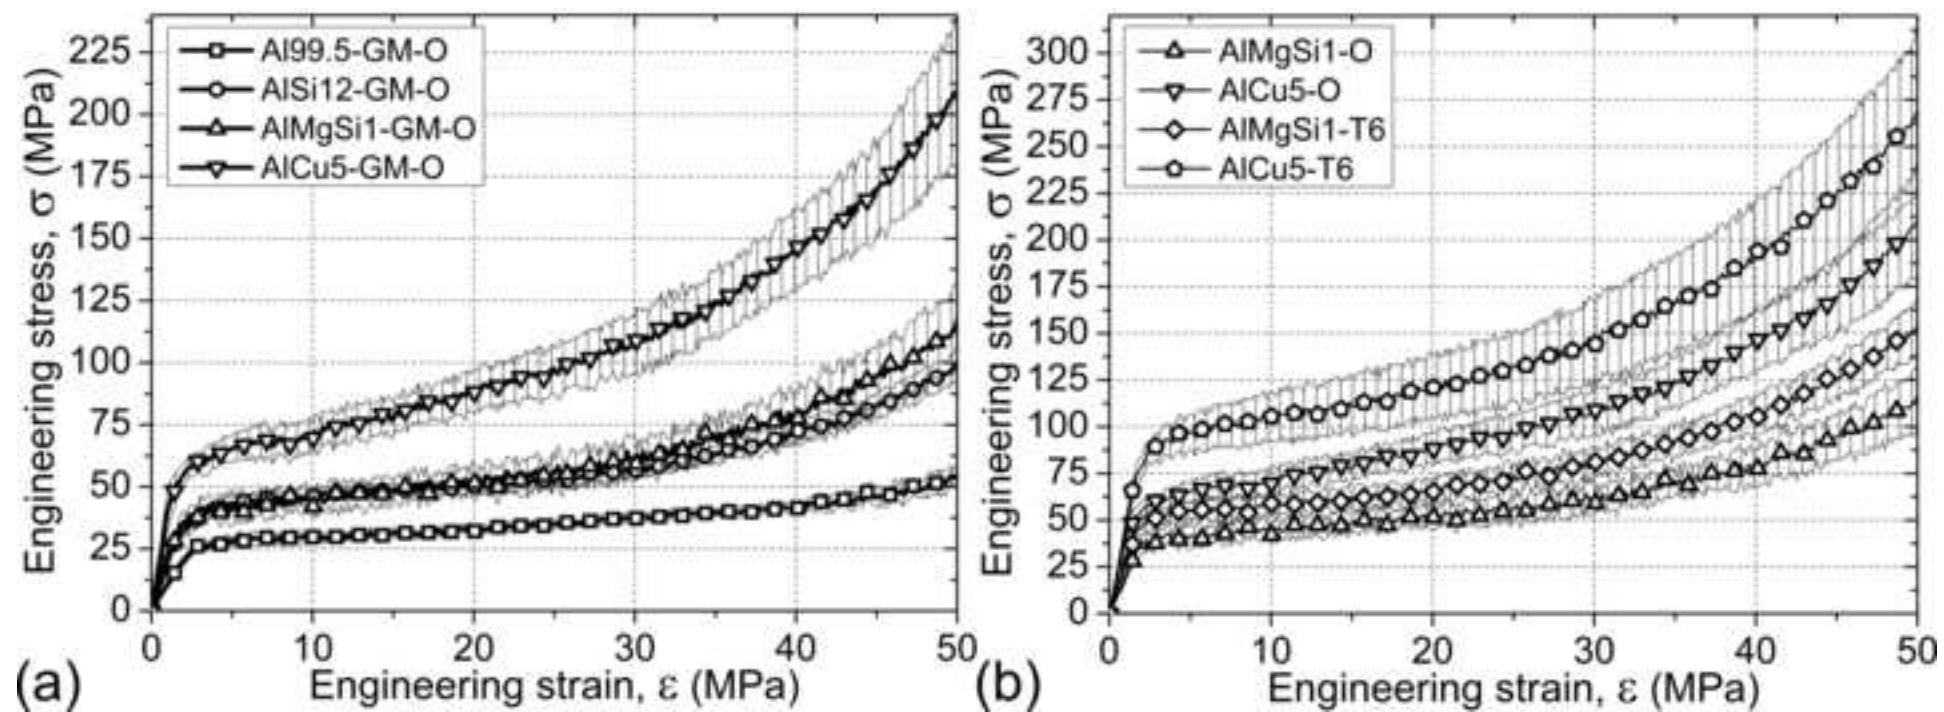 225
200
175
150
125
100
75
50
25
0
Engineering stress, σ (MPa)
Al99.5-GM-O
AlSi12-GM-O
AlMgSi1-GM-O
AlCu5-GM-O
0 10 20 30 40 50
Engineering strain, ε (MPa)
(a)
300
275
250
225
200
175
150
125
100
75
50
25
0
Engineering stress, σ (MPa)
AlMgSi1-O
AlCu5-O
AlMgSi1-T6
AlCu5-T6
0 10 20 30 40 50
Engineering strain, ε (MPa)
(b)